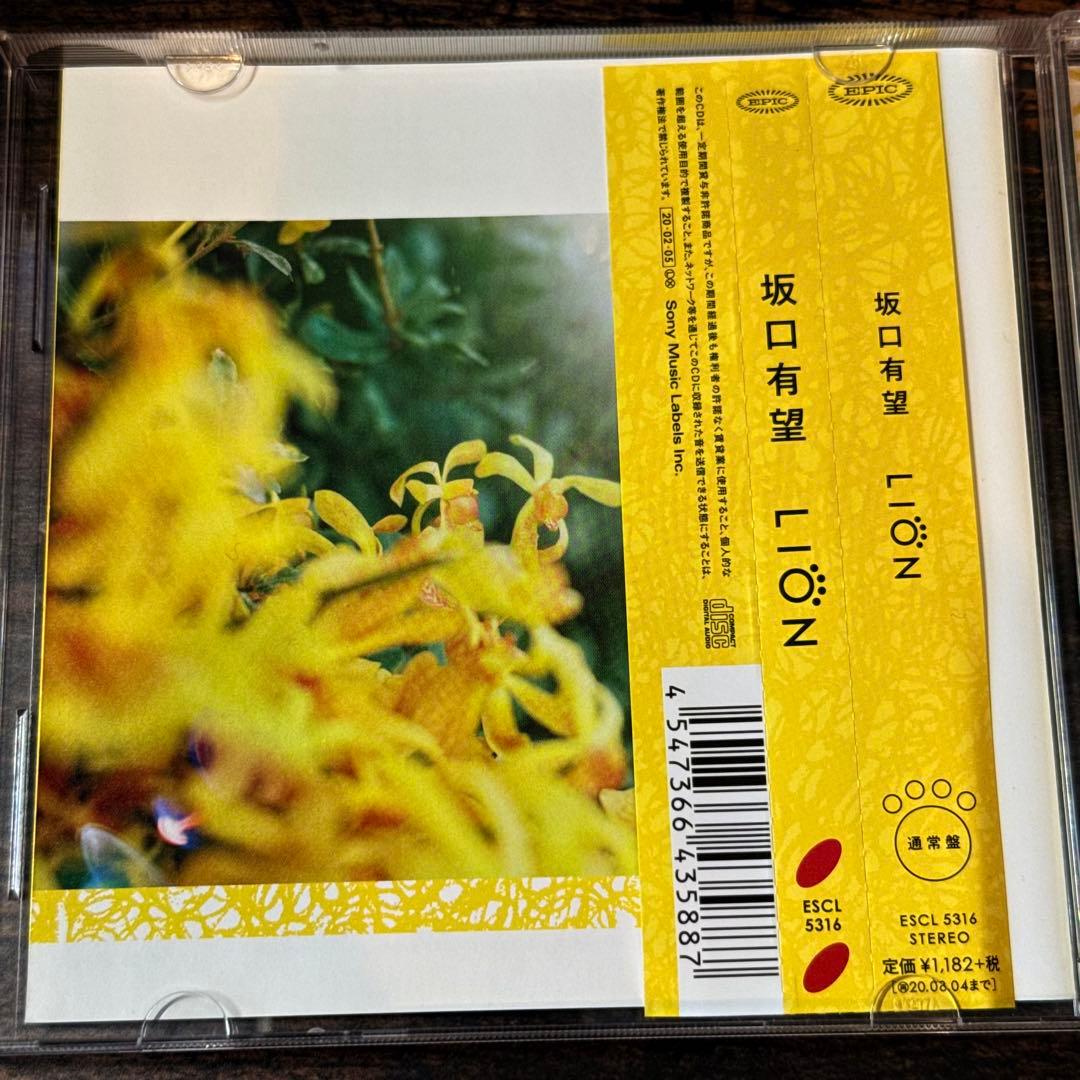 EPIC
坂口有望 LION
通常盤
ESCL 5316
STEREO
定価 ¥1,182+税
EPIC
坂口有望 LION
ESCL
5316
このCDは、一定期間貸与非許諾商品ですが、この期間経過後も権利者の許諾なく賃貸業に使用すること、個人的な
範囲を超える使用目的で複製すること、また、ネットワーク等を通じてこのCDに収録された音を送信できる状態にすることは、
著作権法で禁じられています。 20・02・05 Sony Music Labels Inc.
COMPACT
disc
DIGITAL AUDIO
4 547366 435887